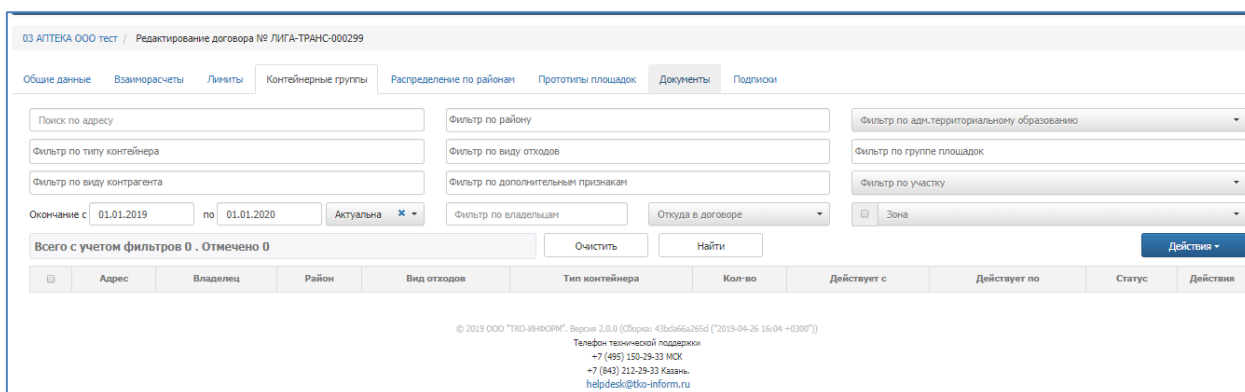 03 АПТЕКА ООО тест / Редактирование договора № ЛИГА-ТРАНС-000299
Общие данные Взаиморасчеты Лимиты Контейнерные группы Распределение по районам Прототипы площадок Документы Подписки
Поиск по адресу Фильтр по району Фильтр по адм.территориальному образованию
Фильтр по типу контейнера Фильтр по виду отходов Фильтр по группе площадок
Фильтр по виду контрагента Фильтр по дополнительным признакам Фильтр по участку
Окончание с 01.01.2019 по 01.01.2020 Актуальна Фильтр по владельцам Откуда в договоре Зона
Всего с учетом фильтров 0 . Отмечено 0 Очистить Найти Действия
Адрес Владелец Район Вид отходов Тип контейнера Кол-во Действует с Действует по Статус Действия
© 2019 ООО "ТКО-ИНФОРМ". Версия 2.0.0 (Сборка: 43bda66a265d ("2019-04-26 16:04 +0300"))
Телефон технической поддержки
+7 (495) 150-29-33 МСК
+7 (843) 212-29-33 Казань.
helpdesk@tko-inform.ru